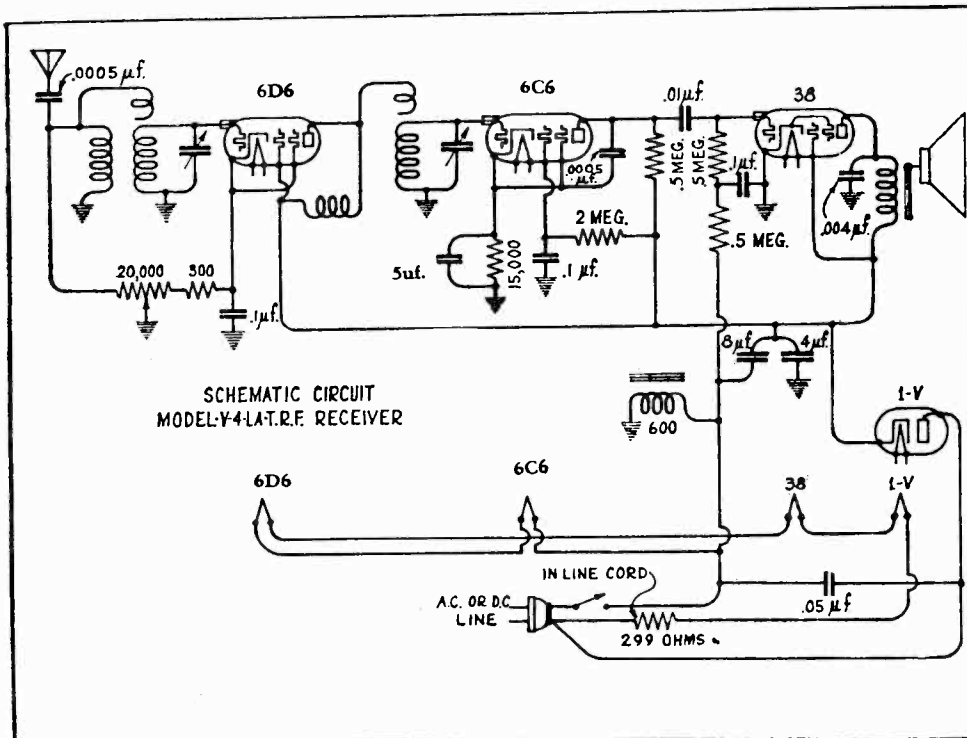 .0005 µf.
6D6
6C6
.01 µf.
38
.0005 µf.
.5 MEG.
.5 MEG.
.1 µf.
.004 µf.
2 MEG.
.5 MEG.
20,000
300
.1 µf.
5uf.
15,000
.1 µf.
8 µf.
4 µf.
SCHEMATIC CIRCUIT
MODEL-V-4-LA-T.R.F. RECEIVER
600
1-V
6D6
6C6
38
1-V
IN LINE CORD
A.C. OR D.C.
LINE
299 OHMS.
.05 µf